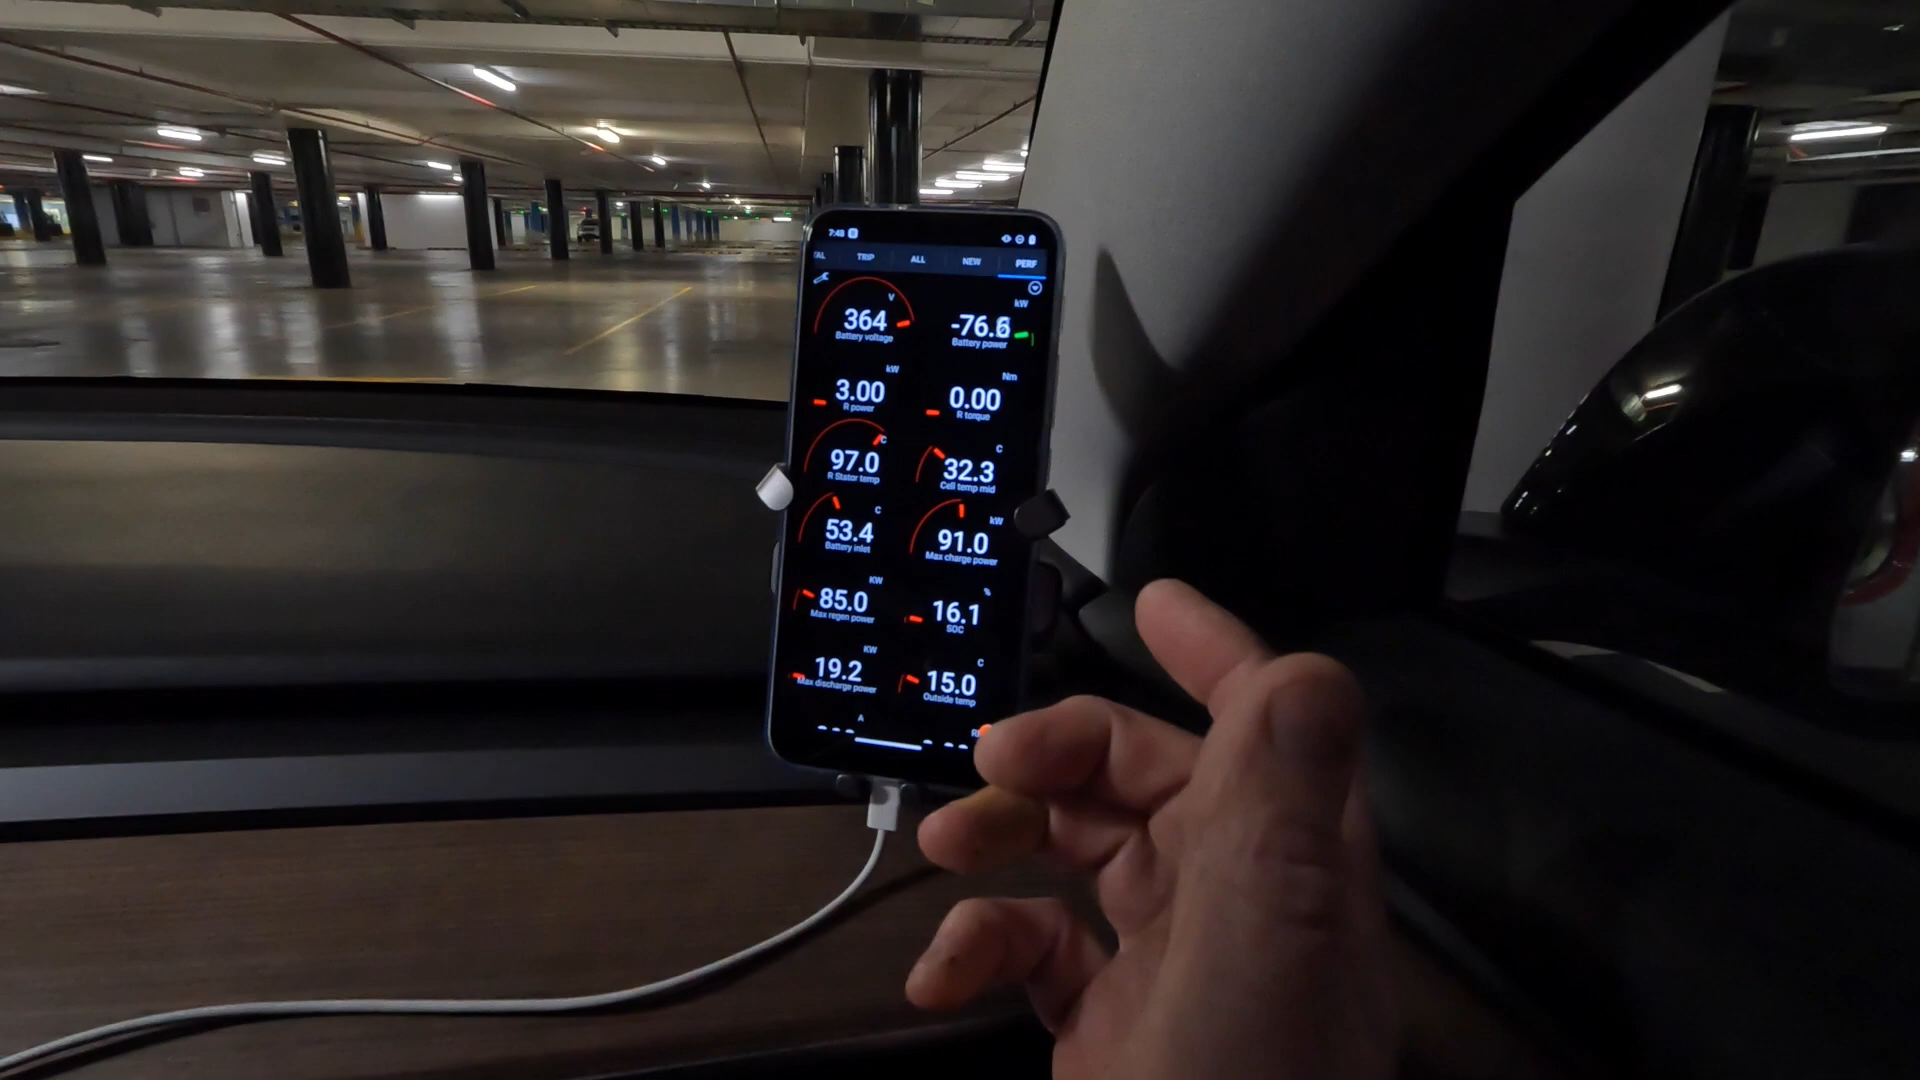 7:48
TRIP ALL NEW PERF
V kW
364
Battery voltage
Battery power
kW Nm
3.00 0.00
R power R torque
C C
97.0 32.3
R Stator temp Cell temp mid
C kW
53.4 91.0
Battery inlet Max charge power
KW %
85.0 16.1
Max regen power SOC
KW C
19.2 15.0
Max discharge power Outside temp
A